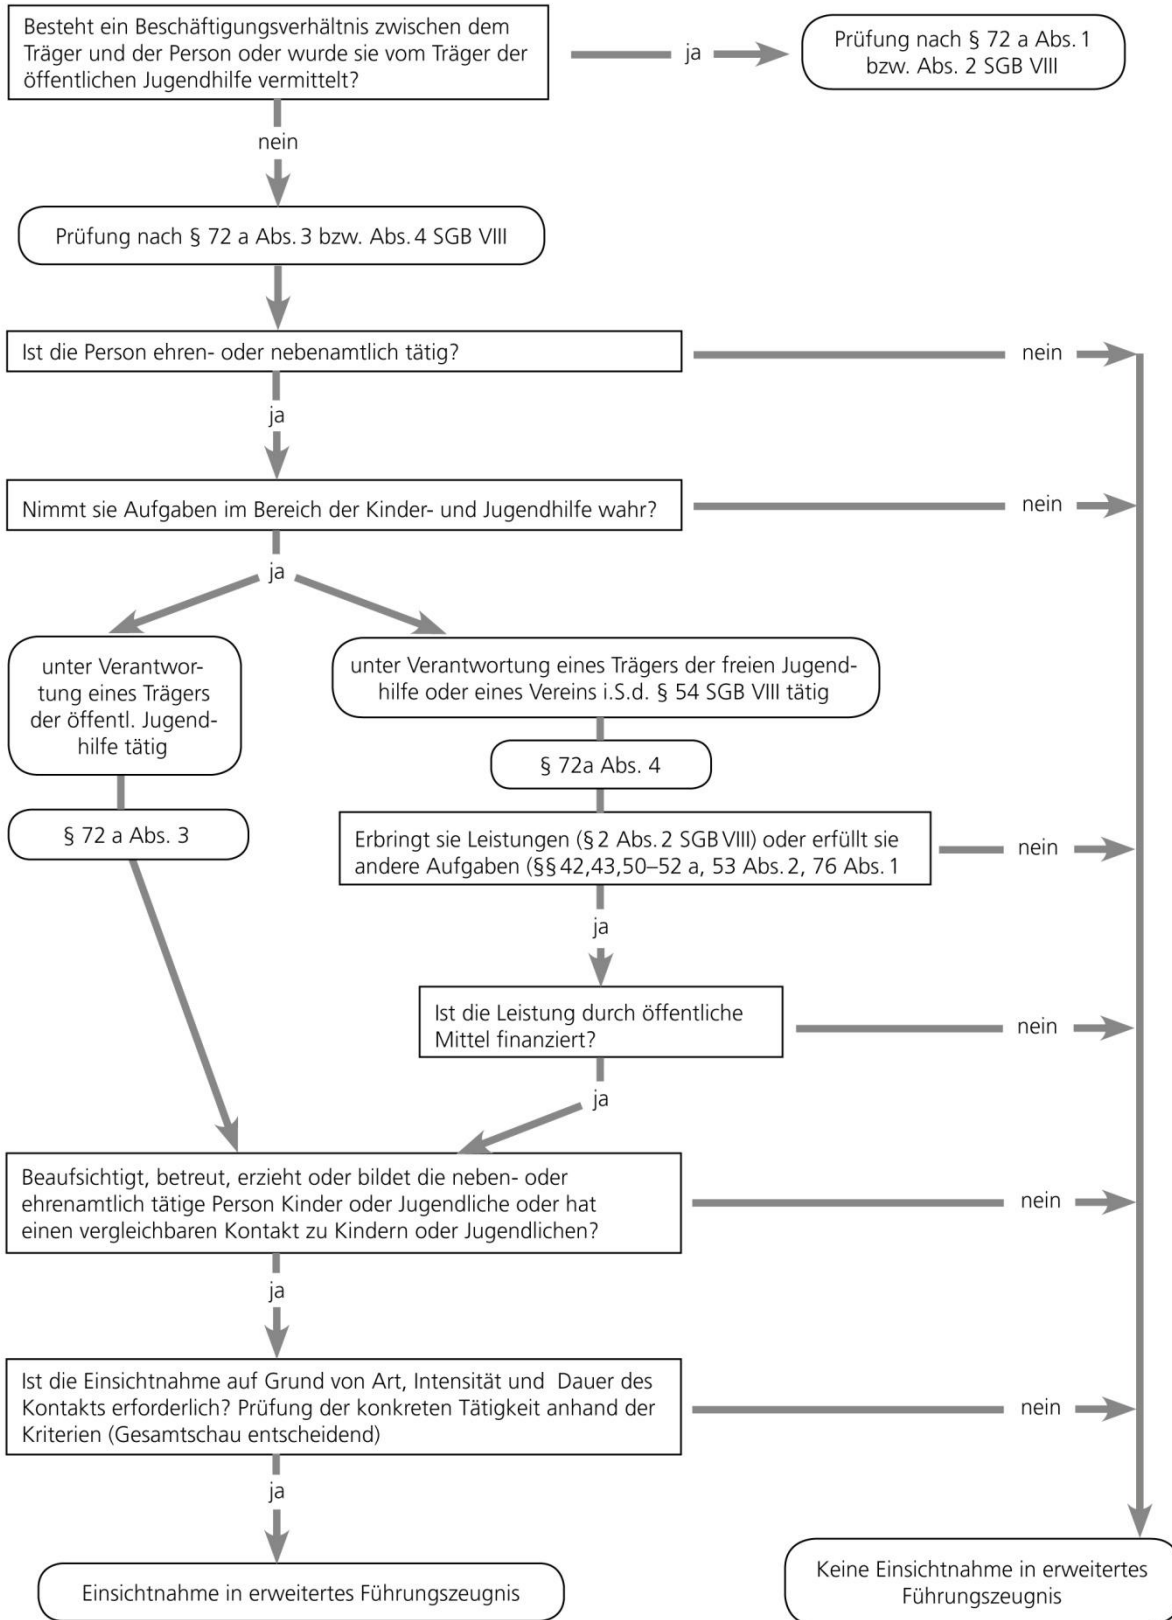 Besteht ein Beschäftigungsverhältnis zwischen dem
Träger und der Person oder wurde sie vom Träger der
öffentlichen Jugendhilfe vermittelt?
ja
Prüfung nach § 72 a Abs. 1
bzw. Abs. 2 SGB VIII
nein
Prüfung nach § 72 a Abs. 3 bzw. Abs. 4 SGB VIII
Ist die Person ehren- oder nebenamtlich tätig?
nein
ja
Nimmt sie Aufgaben im Bereich der Kinder- und Jugendhilfe wahr?
nein
ja
unter Verantwor-
tung eines Trägers
der öffentl. Jugend-
hilfe tätig
unter Verantwortung eines Trägers der freien Jugend-
hilfe oder eines Vereins i.S.d. § 54 SGB VIII tätig
§ 72a Abs. 4
§ 72 a Abs. 3
Erbringt sie Leistungen (§ 2 Abs. 2 SGB VIII) oder erfüllt sie
andere Aufgaben (§§ 42,43,50–52 a, 53 Abs. 2, 76 Abs. 1
nein
ja
Ist die Leistung durch öffentliche
Mittel finanziert?
nein
ja
Beaufsichtigt, betreut, erzieht oder bildet die neben- oder
ehrenamtlich tätige Person Kinder oder Jugendliche oder hat
einen vergleichbaren Kontakt zu Kindern oder Jugendlichen?
nein
ja
Ist die Einsichtnahme auf Grund von Art, Intensität und Dauer des
Kontakts erforderlich? Prüfung der konkreten Tätigkeit anhand der
Kriterien (Gesamtschau entscheidend)
nein
ja
Einsichtnahme in erweitertes Führungszeugnis
Keine Einsichtnahme in erweitertes
Führungszeugnis